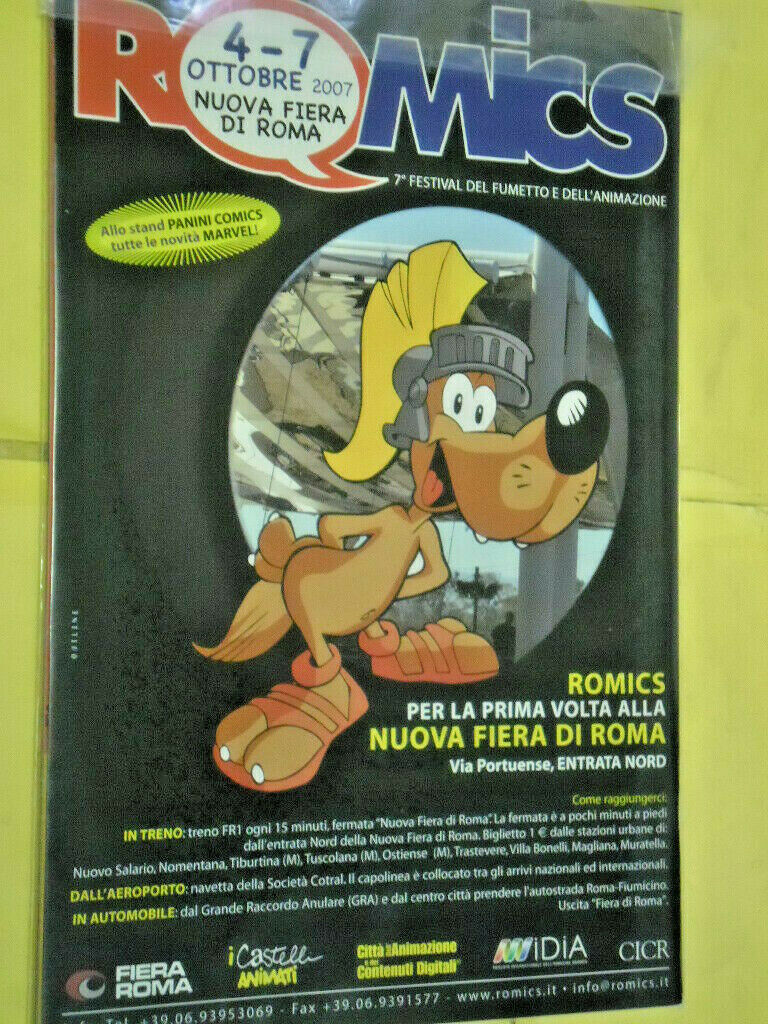 ROMICS
4-7
OTTOBRE 2007
NUOVA FIERA
DI ROMA
7° FESTIVAL DEL FUMETTO E DELL'ANIMAZIONE
Allo stand PANINI COMICS
tutte le novità MARVEL!
OFFLINE
ROMICS
PER LA PRIMA VOLTA ALLA
NUOVA FIERA DI ROMA
Via Portuense, ENTRATA NORD
Come raggiungerci:
IN TRENO: treno FR1 ogni 15 minuti, fermata "Nuova Fiera di Roma". La fermata è a pochi minuti a piedi
dall'entrata Nord della Nuova Fiera di Roma. Biglietto 1 € dalle stazioni urbane di:
Nuovo Salario, Nomentana, Tiburtina (M), Tuscolana (M), Ostiense (M), Trastevere, Villa Bonelli, Magliana, Muratella.
DALL'AEROPORTO: navetta della Società Cotral. Il capolinea è collocato tra gli arrivi nazionali ed internazionali.
IN AUTOMOBILE: dal Grande Raccordo Anulare (GRA) e dal centro città prendere l'autostrada Roma-Fiumicino.
Uscita "Fiera di Roma".
FIERA
ROMA
i Castelli
ANIMATI
Città dell'Animazione
e dei
Contenuti Digitali
MIDIA
CICR
Tel. +39.06.93953069 - Fax +39.06.9391577 - www.romics.it • info@romics.it